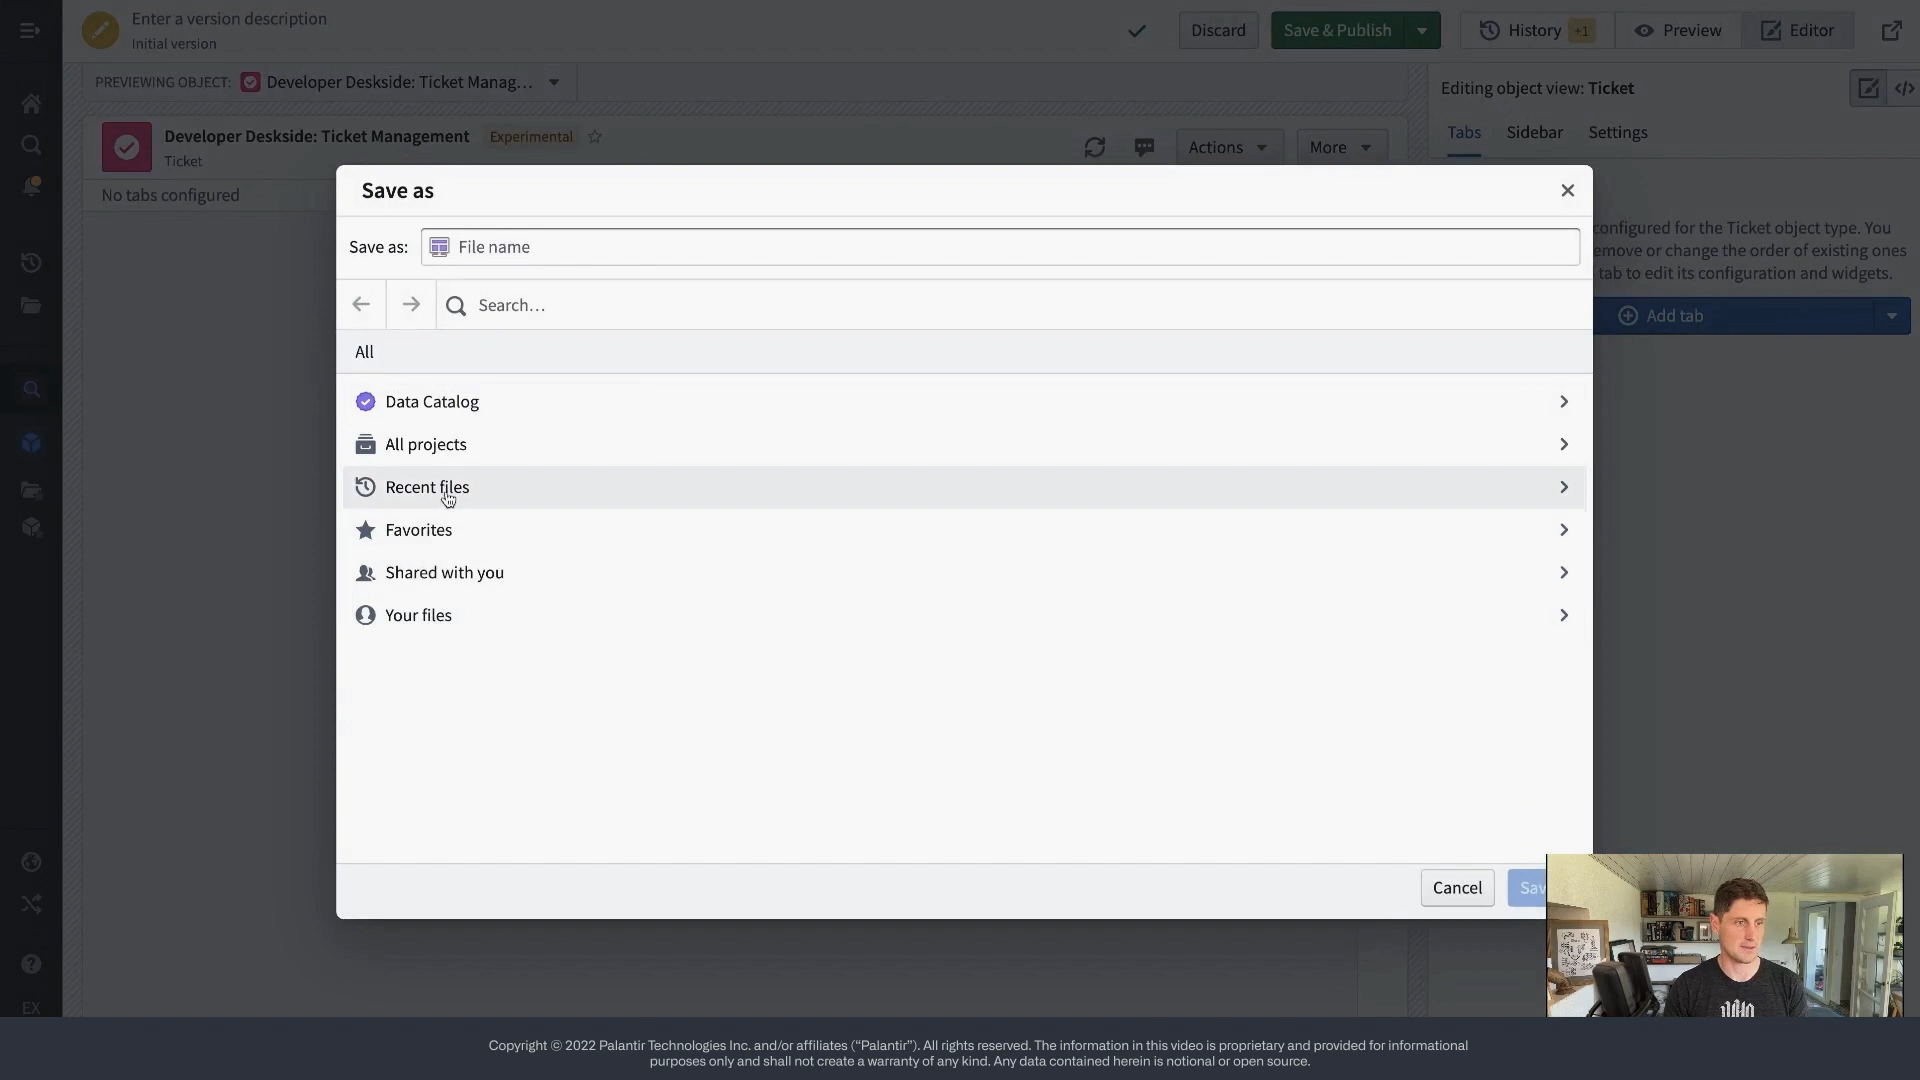 Enter a version description
Initial version
Discard
Save & Publish
History +1
Preview
Editor
PREVIEWING OBJECT: Developer Deskside: Ticket Manag...
Editing object view: Ticket
Developer Deskside: Ticket Management Experimental
Ticket
Actions
More
Tabs Sidebar Settings
No tabs configured
configured for the Ticket object type. You
emove or change the order of existing ones
tab to edit its configuration and widgets.
Add tab
Save as
Save as: File name
Search...
All
Data Catalog
All projects
Recent files
Favorites
Shared with you
Your files
Cancel
Sav
EX
Copyright © 2022 Palantir Technologies Inc. and/or affiliates (“Palantir”). All rights reserved. The information in this video is proprietary and provided for informational
purposes only and shall not create a warranty of any kind. Any data contained herein is notional or open source.